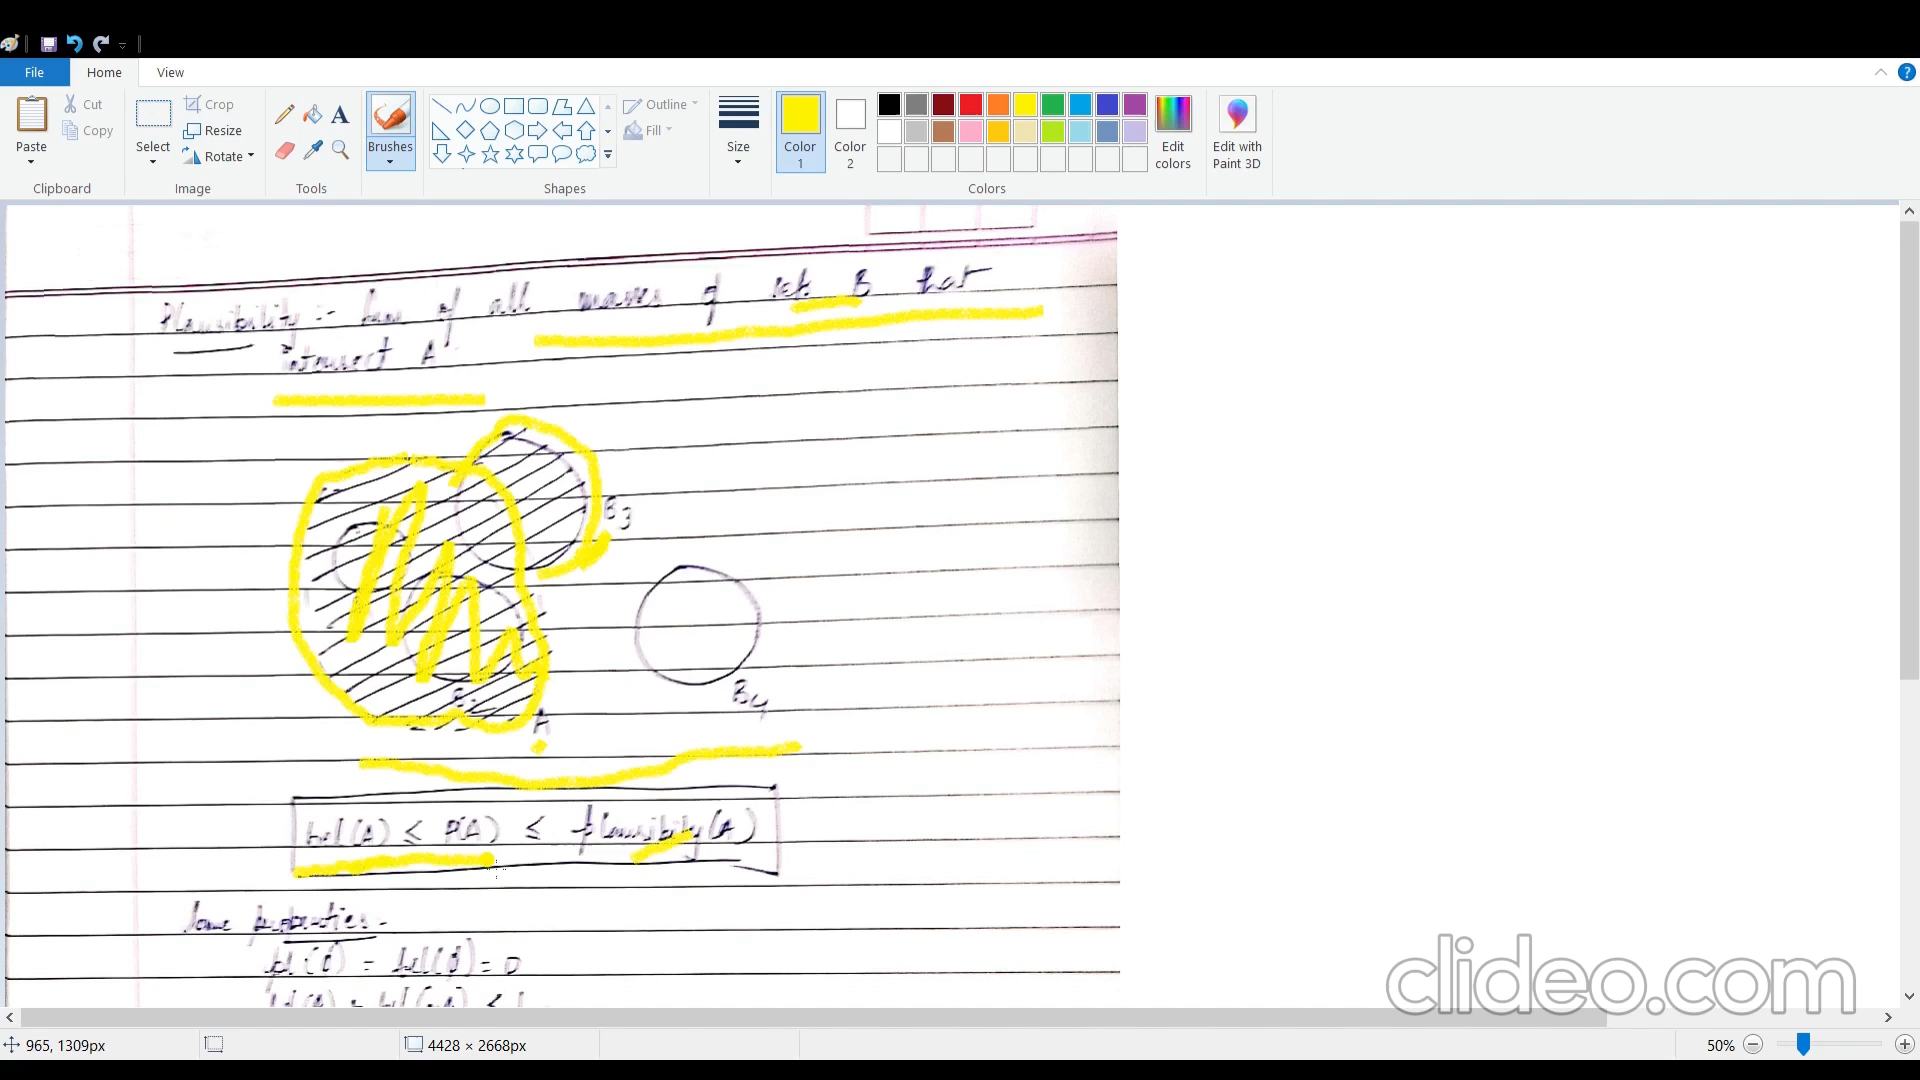 File Home View
Paste Cut Copy Clipboard
Select Crop Resize Rotate Image
Tools
Brushes
Outline Fill Shapes
Size
Color 1 Color 2
Colors
Edit colors
Edit with Paint 3D
Plausibility :- Sum of all masses of set B that
intersect A
B3
B4
A
bel(A) ≤ P(A) ≤ plausibility(A)
Some properties -
= bel(ϕ) = 0
965, 1309px
4428 × 2668px
50%
clideo.com